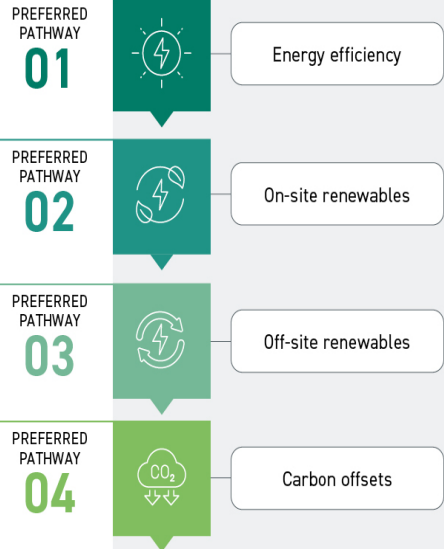 PREFERRED
PATHWAY
01
Energy efficiency
PREFERRED
PATHWAY
02
On-site renewables
PREFERRED
PATHWAY
03
Off-site renewables
PREFERRED
PATHWAY
04
CO₂
Carbon offsets